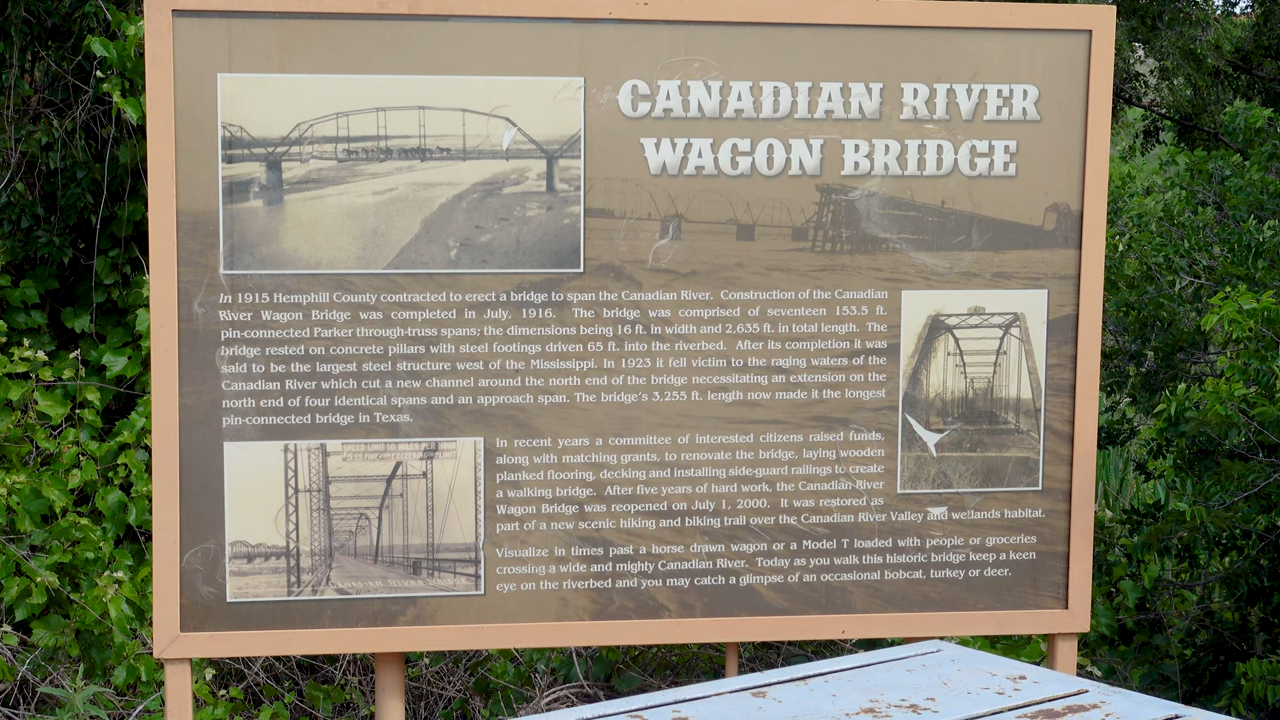 CANADIAN RIVER
WAGON BRIDGE
In 1915 Hemphill County contracted to erect a bridge to span the Canadian River. Construction of the Canadian
River Wagon Bridge was completed in July, 1916. The bridge was comprised of seventeen 153.5 ft.
pin-connected Parker through-truss spans; the dimensions being 16 ft. in width and 2,635 ft. in total length. The
bridge rested on concrete pillars with steel footings driven 65 ft. into the riverbed. After its completion it was
said to be the largest steel structure west of the Mississippi. In 1923 it fell victim to the raging waters of the
Canadian River which cut a new channel around the north end of the bridge necessitating an extension on the
north end of four identical spans and an approach span. The bridge's 3,255 ft. length now made it the longest
pin-connected bridge in Texas.
SPEED LIMIT 10 MILES PER HOUR
CANADIAN RIVER BRIDGE
In recent years a committee of interested citizens raised funds,
along with matching grants, to renovate the bridge, laying wooden
planked flooring, decking and installing side-guard railings to create
a walking bridge. After five years of hard work, the Canadian River
Wagon Bridge was reopened on July 1, 2000. It was restored as
part of a new scenic hiking and biking trail over the Canadian River Valley and wetlands habitat.
Visualize in times past a horse drawn wagon or a Model T loaded with people or groceries
crossing a wide and mighty Canadian River. Today as you walk this historic bridge keep a keen
eye on the riverbed and you may catch a glimpse of an occasional bobcat, turkey or deer.